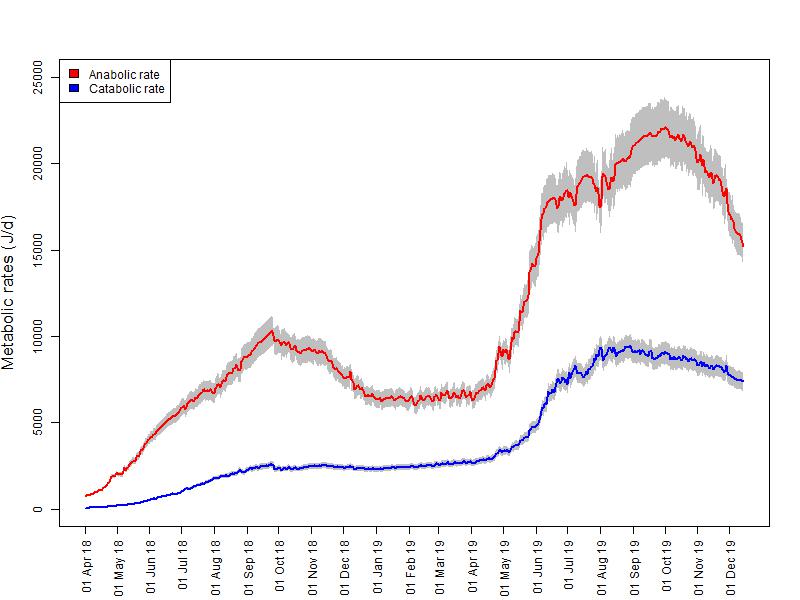 Anabolic rate
Catabolic rate
Metabolic rates (J/d)
25000
20000
15000
10000
5000
0
01 Apr 18
01 May 18
01 Jun 18
01 Jul 18
01 Aug 18
01 Sep 18
01 Oct 18
01 Nov 18
01 Dec 18
01 Jan 19
01 Feb 19
01 Mar 19
01 Apr 19
01 May 19
01 Jun 19
01 Jul 19
01 Aug 19
01 Sep 19
01 Oct 19
01 Nov 19
01 Dec 19